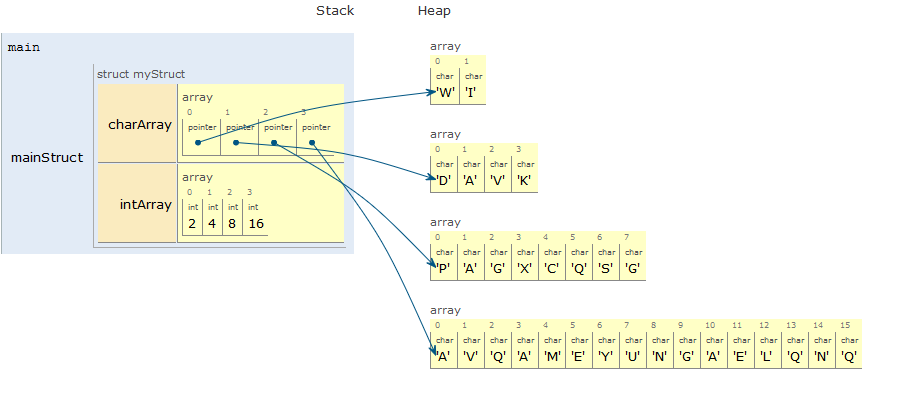 Stack Heap
main
struct myStruct
mainStruct
charArray
array
0 1 2 3
pointer pointer pointer pointer
intArray
array
0 1 2 3
int int int int
2 4 8 16
array
0 1
char char
'W' 'I'
array
0 1 2 3
char char char char
'D' 'A' 'V' 'K'
array
0 1 2 3 4 5 6 7
char char char char char char char char
'P' 'A' 'G' 'X' 'C' 'Q' 'S' 'G'
array
0 1 2 3 4 5 6 7 8 9 10 11 12 13 14 15
char char char char char char char char char char char char char char char char
'A' 'V' 'Q' 'A' 'M' 'E' 'Y' 'U' 'N' 'G' 'A' 'E' 'L' 'Q' 'N' 'Q'